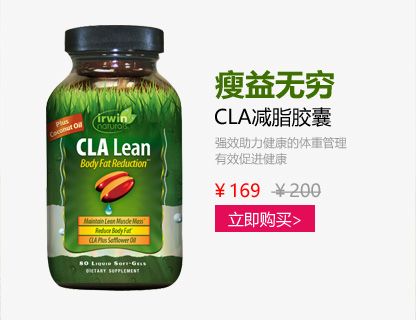 Plus
Coconut Oil
irwin
naturals
CLA Lean
Body Fat Reduction™
Maintain Lean Muscle Mass*
Reduce Body Fat*
CLA Plus Safflower Oil
80 LIQUID SOFT-GELS
DIETARY SUPPLEMENT
瘦益无穷
CLA减脂胶囊
强效助力健康的体重管理
有效促进健康
¥169 ¥200
立即购买>